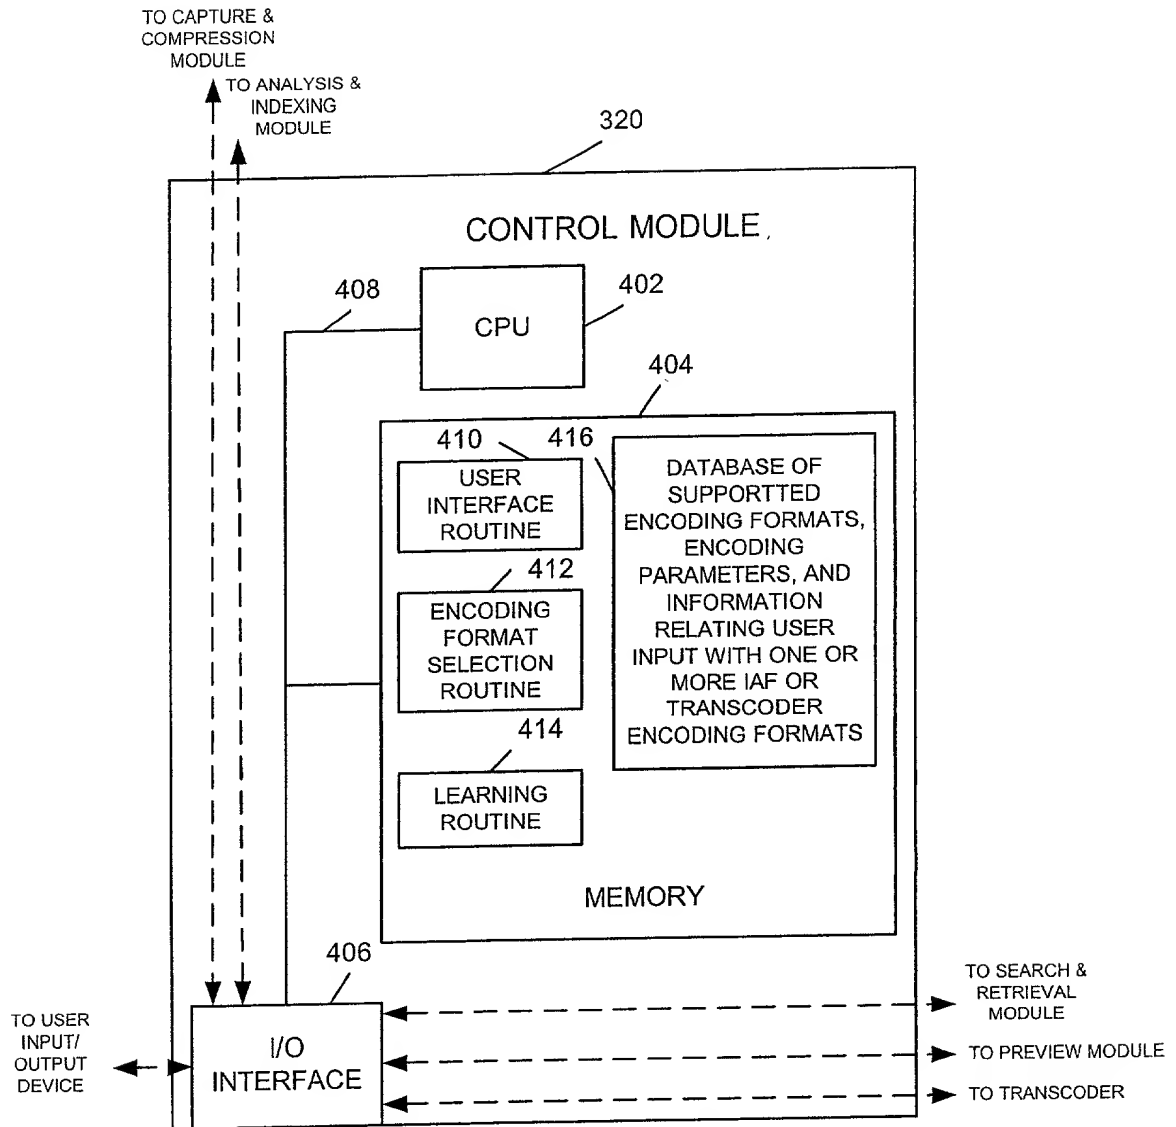 TO CAPTURE &
COMPRESSION
MODULE
TO ANALYSIS &
INDEXING
MODULE
320
CONTROL MODULE
408
CPU
402
404
410
USER
INTERFACE
ROUTINE
416
DATABASE OF
SUPPORTTED
ENCODING FORMATS,
ENCODING
PARAMETERS, AND
INFORMATION
RELATING USER
INPUT WITH ONE OR
MORE IAF OR
TRANSCODER
ENCODING FORMATS
412
ENCODING
FORMAT
SELECTION
ROUTINE
414
LEARNING
ROUTINE
MEMORY
406
I/O
INTERFACE
TO USER
INPUT/
OUTPUT
DEVICE
TO SEARCH &
RETRIEVAL
MODULE
TO PREVIEW MODULE
TO TRANSCODER